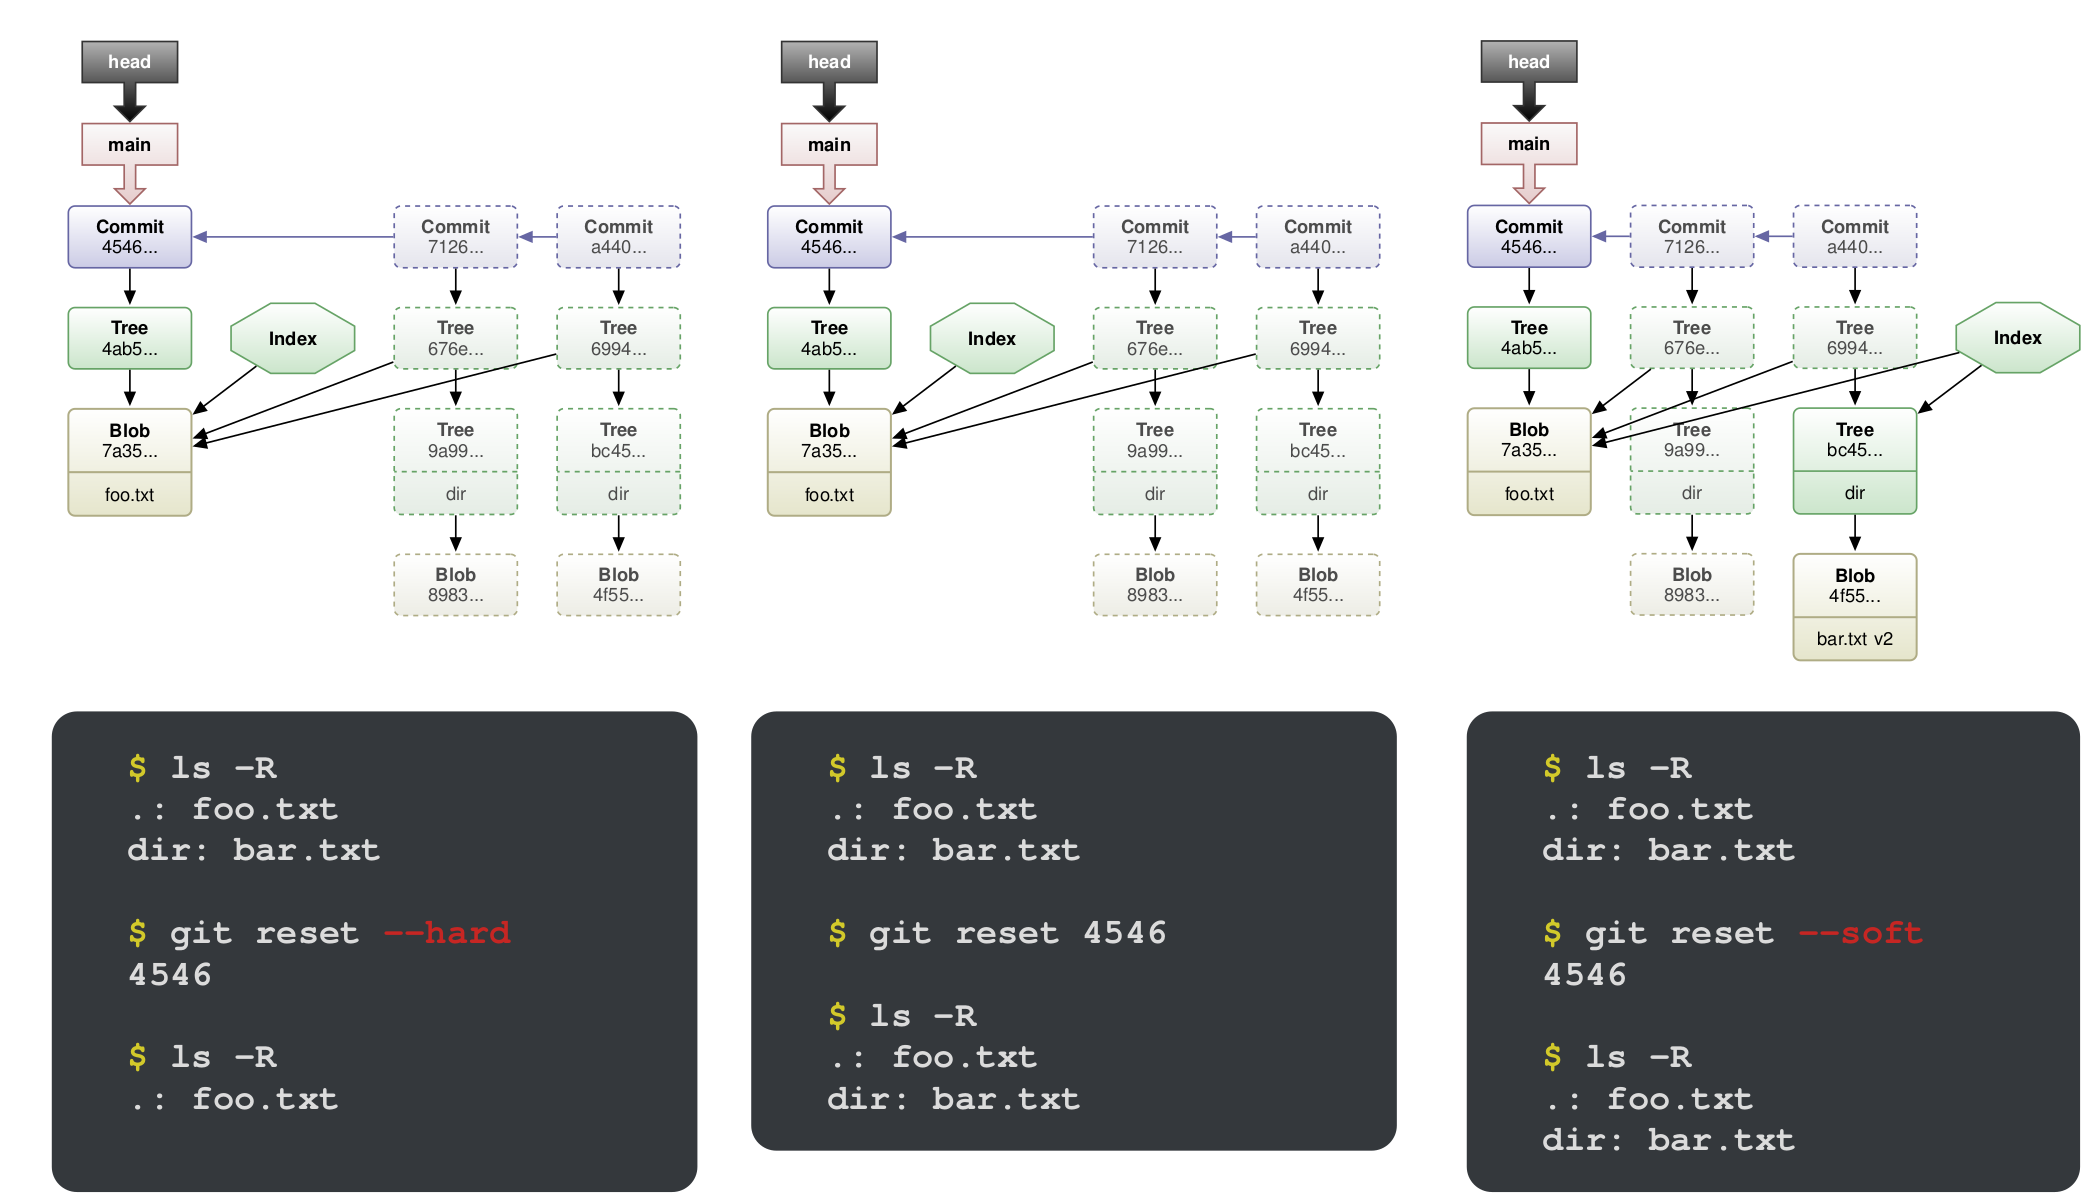 head
main
Commit
4546...
Commit
7126...
Commit
a440...
Tree
4ab5...
Index
Tree
676e...
Tree
6994...
Blob
7a35...
foo.txt
Tree
9a99...
dir
Tree
bc45...
dir
Blob
8983...
Blob
4f55...
$ ls -R
.: foo.txt
dir: bar.txt
$ git reset --hard
4546
$ ls -R
.: foo.txt
head
main
Commit
4546...
Commit
7126...
Commit
a440...
Tree
4ab5...
Index
Tree
676e...
Tree
6994...
Blob
7a35...
foo.txt
Tree
9a99...
dir
Tree
bc45...
dir
Blob
8983...
Blob
4f55...
$ ls -R
.: foo.txt
dir: bar.txt
$ git reset 4546
$ ls -R
.: foo.txt
dir: bar.txt
head
main
Commit
4546...
Commit
7126...
Commit
a440...
Tree
4ab5...
Tree
676e...
Tree
6994...
Index
Blob
7a35...
foo.txt
Tree
9a99...
dir
Tree
bc45...
dir
Blob
8983...
Blob
4f55...
bar.txt v2
$ ls -R
.: foo.txt
dir: bar.txt
$ git reset --soft
4546
$ ls -R
.: foo.txt
dir: bar.txt